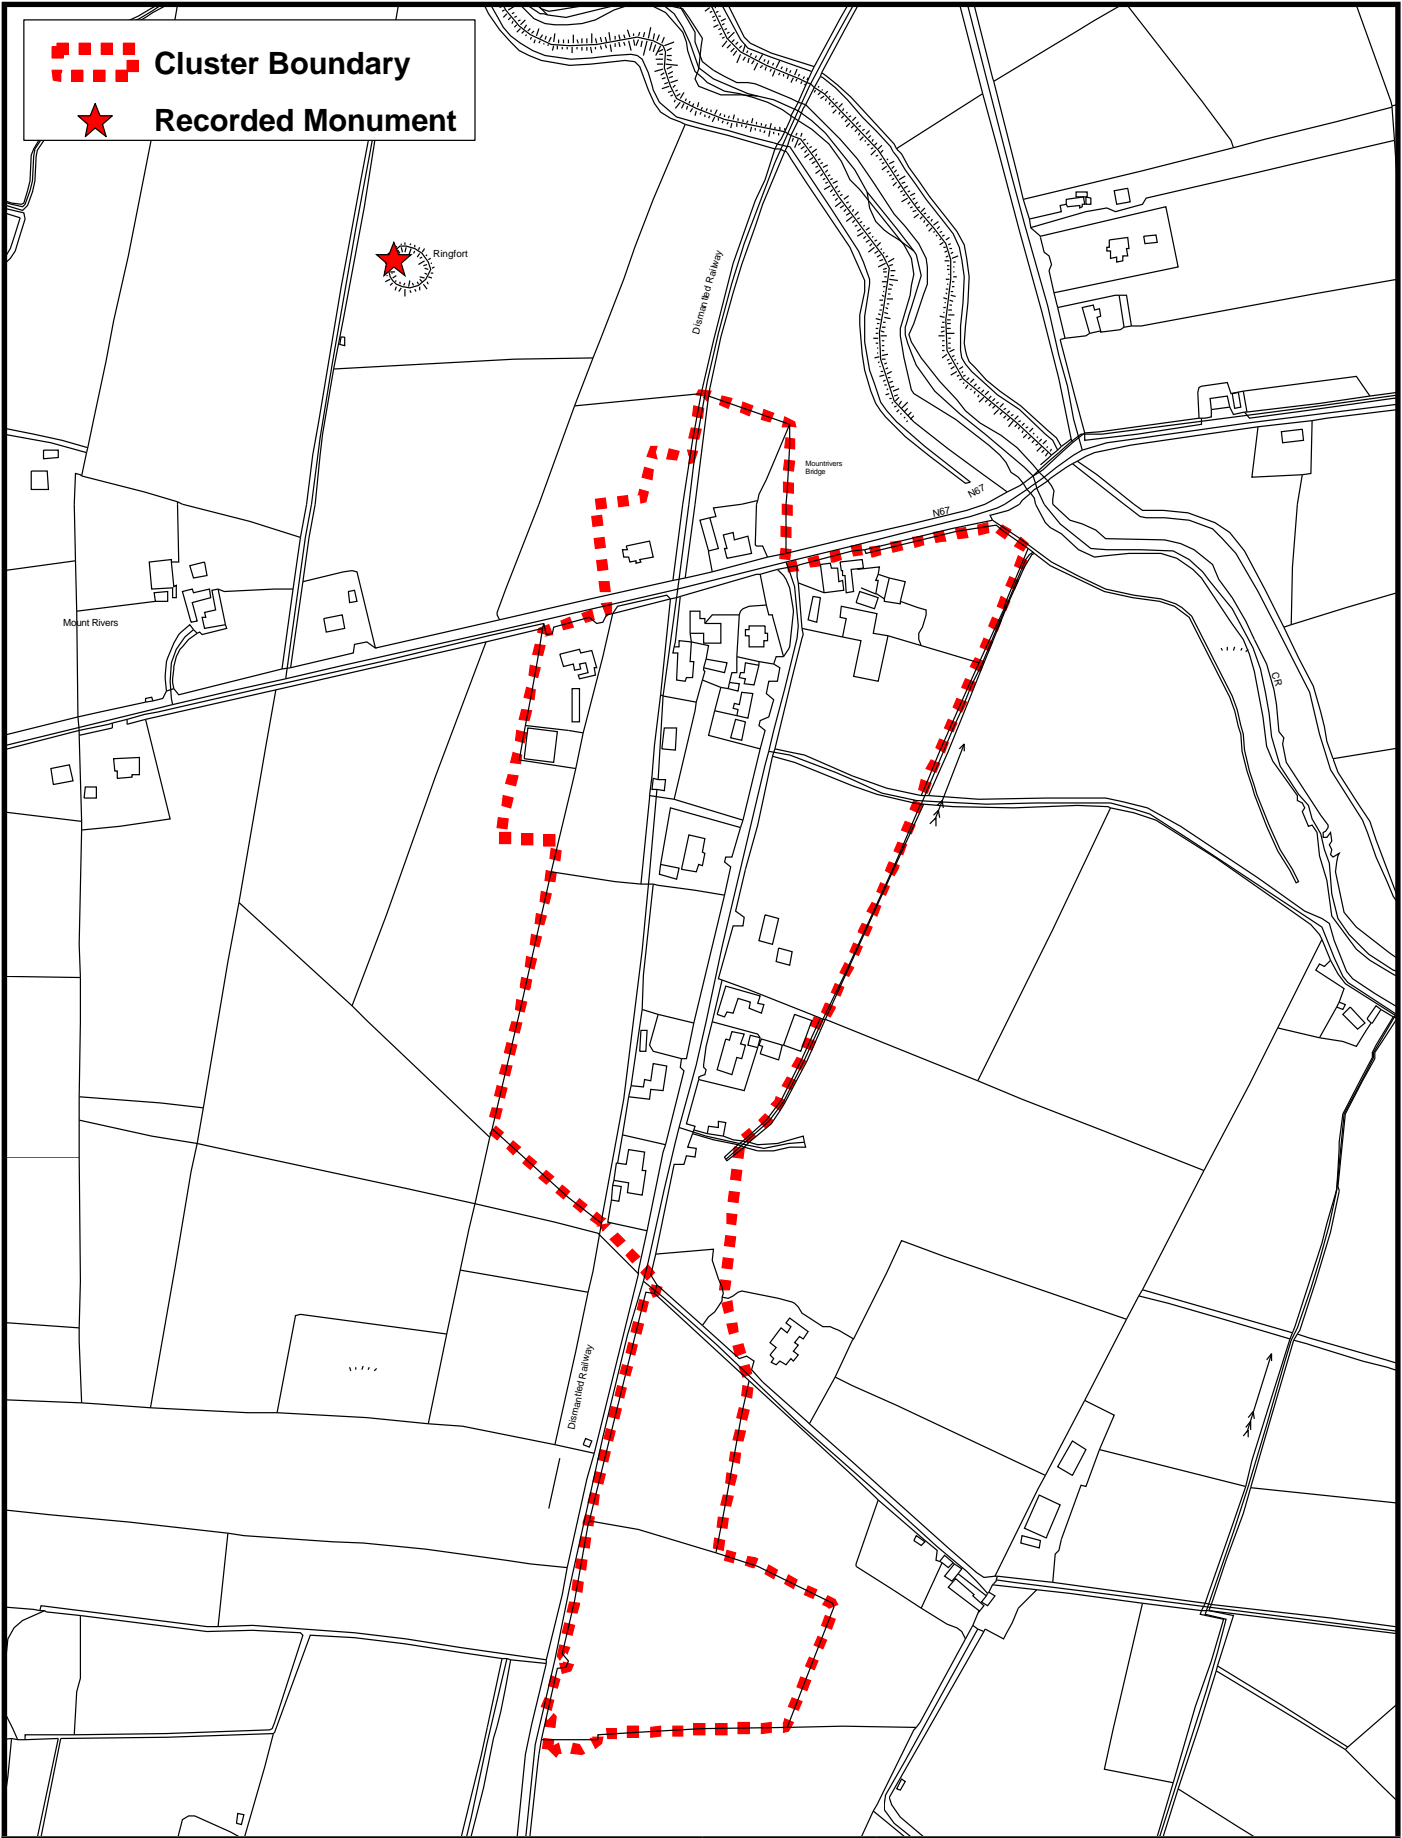 Cluster Boundary
Recorded Monument
Ringfort
Dismantled Railway
Mountrivers
Bridge
N67
N67
Mount Rivers
CR
Dismantled Railway